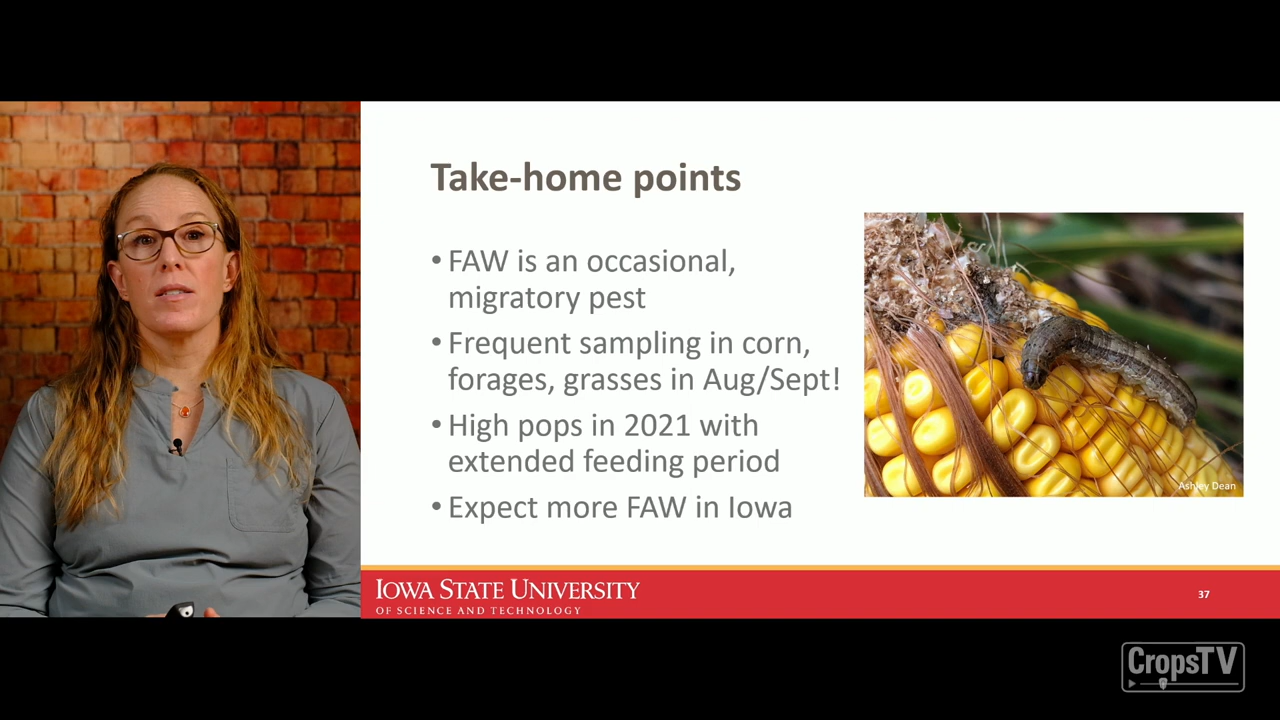 Take-home points
• FAW is an occasional,
migratory pest
• Frequent sampling in corn,
forages, grasses in Aug/Sept!
• High pops in 2021 with
extended feeding period
• Expect more FAW in Iowa
Ashley Dean
IOWA STATE UNIVERSITY
OF SCIENCE AND TECHNOLOGY
37
CropsTV